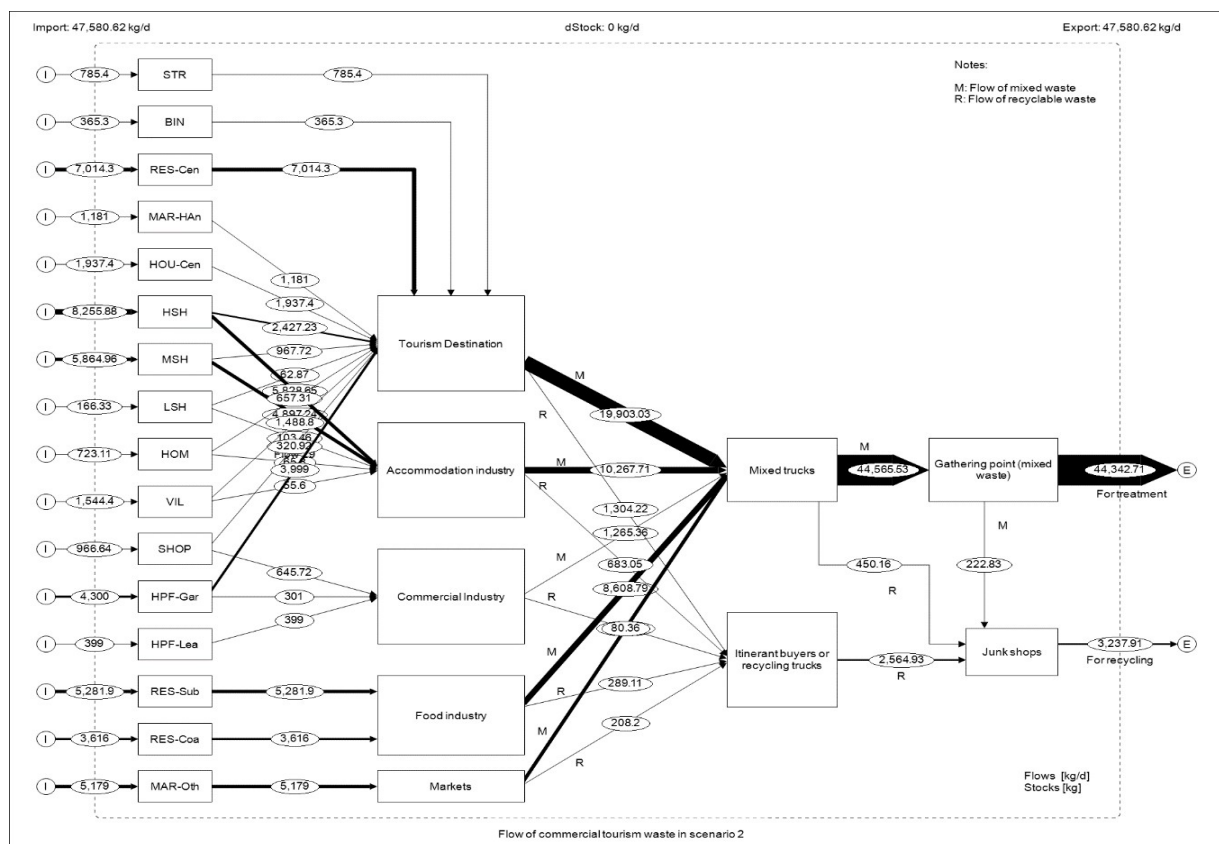 Import: 47,580.62 kg/d
dStock: 0 kg/d
Export: 47,580.62 kg/d
Notes:
M: Flow of mixed waste
R: Flow of recyclable waste
I 785.4 STR 785.4
I 365.3 BIN 365.3
I 7,014.3 RES-Cen 7,014.3
I 1,181 MAR-HAn 1,181
I 1,937.4 HOU-Cen 1,937.4
I 8,255.88 HSH 2,427.23
I 5,864.96 MSH 967.72
I 166.33 LSH 62.87
5,828.65
657.31
4,897.24
1,488.8
103.46
320.92
I 723.11 HOM
3,999
I 1,544.4 VIL 55.6
I 966.64 SHOP 645.72
I 4,300 HPF-Gar 301
I 399 HPF-Lea 399
I 5,281.9 RES-Sub 5,281.9
I 3,616 RES-Coa 3,616
I 5,179 MAR-Oth 5,179
Tourism Destination
Accommodation industry
Commercial Industry
Food industry
Markets
M
19,903.03
R
M
10,267.71
R
1,304.22
1,265.36
683.05
M
8,608.79
R
80.36
M
R
289.11
M
208.2
R
Mixed trucks
M
44,565.53
Gathering point (mixed
waste)
44,342.71
E
For treatment
M
450.16
222.83
R
Itinerant buyers or
recycling trucks
2,564.93
R
Junk shops
3,237.91
E
For recycling
Flows [kg/d]
Stocks [kg]
Flow of commercial tourism waste in scenario 2